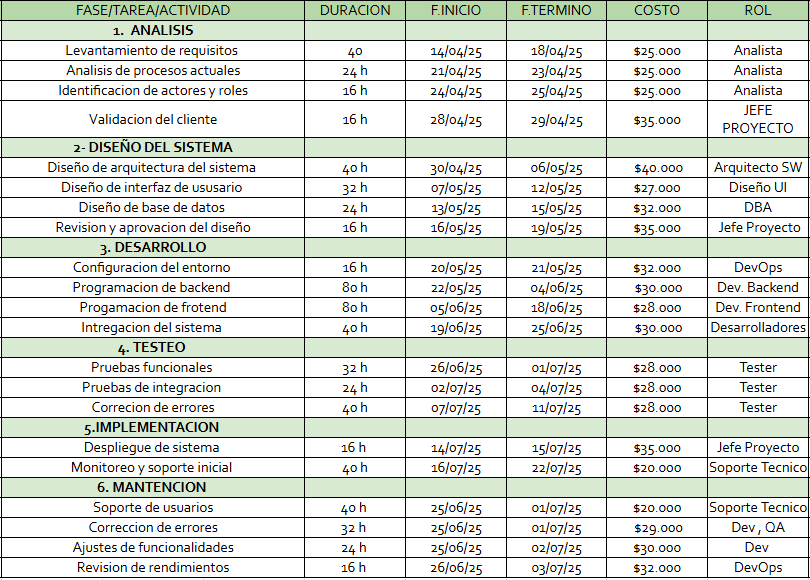 FASE/TAREA/ACTIVIDAD DURACION F.INICIO F.TERMINO COSTO ROL
1. ANALISIS
Levantamiento de requisitos 40 14/04/25 18/04/25 $25.000 Analista
Analisis de procesos actuales 24 h 21/04/25 23/04/25 $25.000 Analista
Identificacion de actores y roles 16 h 24/04/25 25/04/25 $25.000 Analista
Validacion del cliente 16 h 28/04/25 29/04/25 $35.000 JEFE PROYECTO
2- DISEÑO DEL SISTEMA
Diseño de arquitectura del sistema 40 h 30/04/25 06/05/25 $40.000 Arquitecto SW
Diseño de interfaz de ususario 32 h 07/05/25 12/05/25 $27.000 Diseño UI
Diseño de base de datos 24 h 13/05/25 15/05/25 $32.000 DBA
Revision y aprovacion del diseño 16 h 16/05/25 19/05/25 $35.000 Jefe Proyecto
3. DESARROLLO
Configuracion del entorno 16 h 20/05/25 21/05/25 $32.000 DevOps
Programacion de backend 80 h 22/05/25 04/06/25 $30.000 Dev. Backend
Progamacion de frotend 80 h 05/06/25 18/06/25 $28.000 Dev. Frontend
Intregacion del sistema 40 h 19/06/25 25/06/25 $30.000 Desarrolladores
4. TESTEO
Pruebas funcionales 32 h 26/06/25 01/07/25 $28.000 Tester
Pruebas de integracion 24 h 02/07/25 04/07/25 $28.000 Tester
Correcion de errores 40 h 07/07/25 11/07/25 $28.000 Tester
5.IMPLEMENTACION
Despliegue de sistema 16 h 14/07/25 15/07/25 $35.000 Jefe Proyecto
Monitoreo y soporte inicial 40 h 16/07/25 22/07/25 $20.000 Soporte Tecnico
6. MANTENCION
Soporte de usuarios 40 h 25/06/25 01/07/25 $20.000 Soporte Tecnico
Correccion de errores 32 h 25/06/25 01/07/25 $29.000 Dev , QA
Ajustes de funcionalidades 24 h 25/06/25 02/07/25 $30.000 Dev
Revision de rendimientos 16 h 26/06/25 03/07/25 $32.000 DevOps